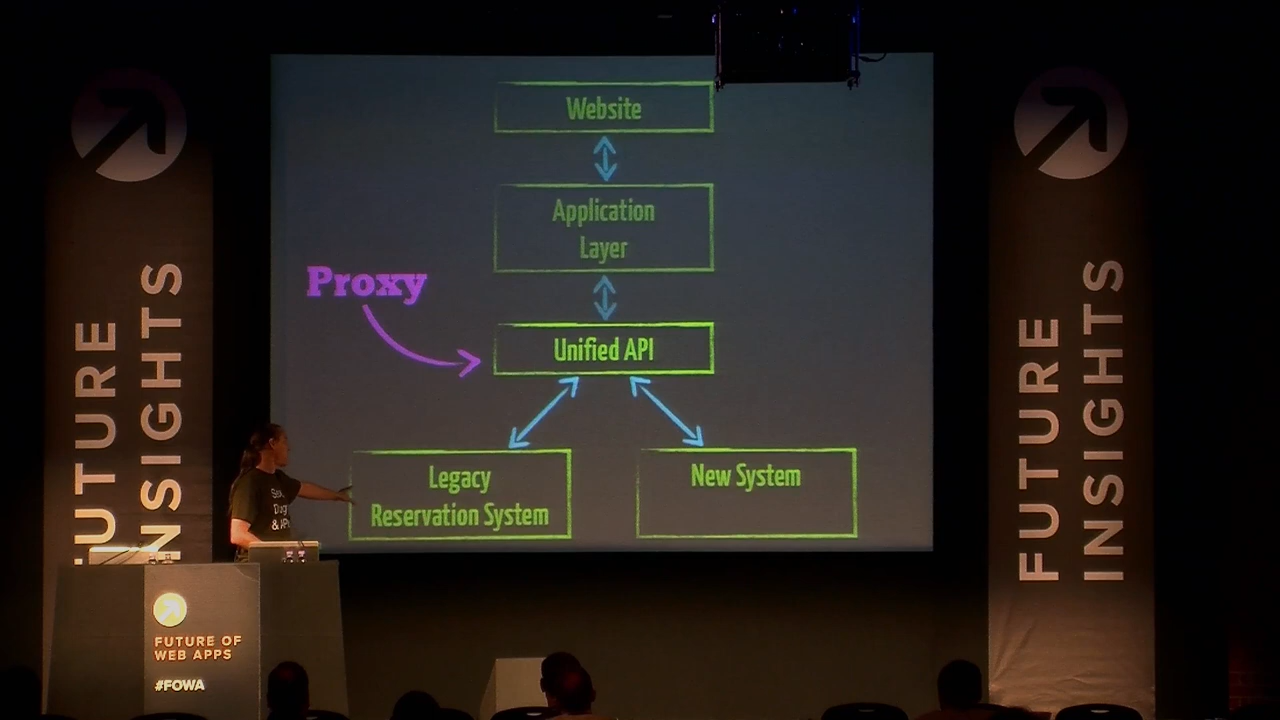 Website
Application
Layer
Proxy
Unified API
Legacy
Reservation System
New System
FUTURE
INSIGHTS
FUTURE
INSIGHTS
FUTURE OF
WEB APPS
#FOWA